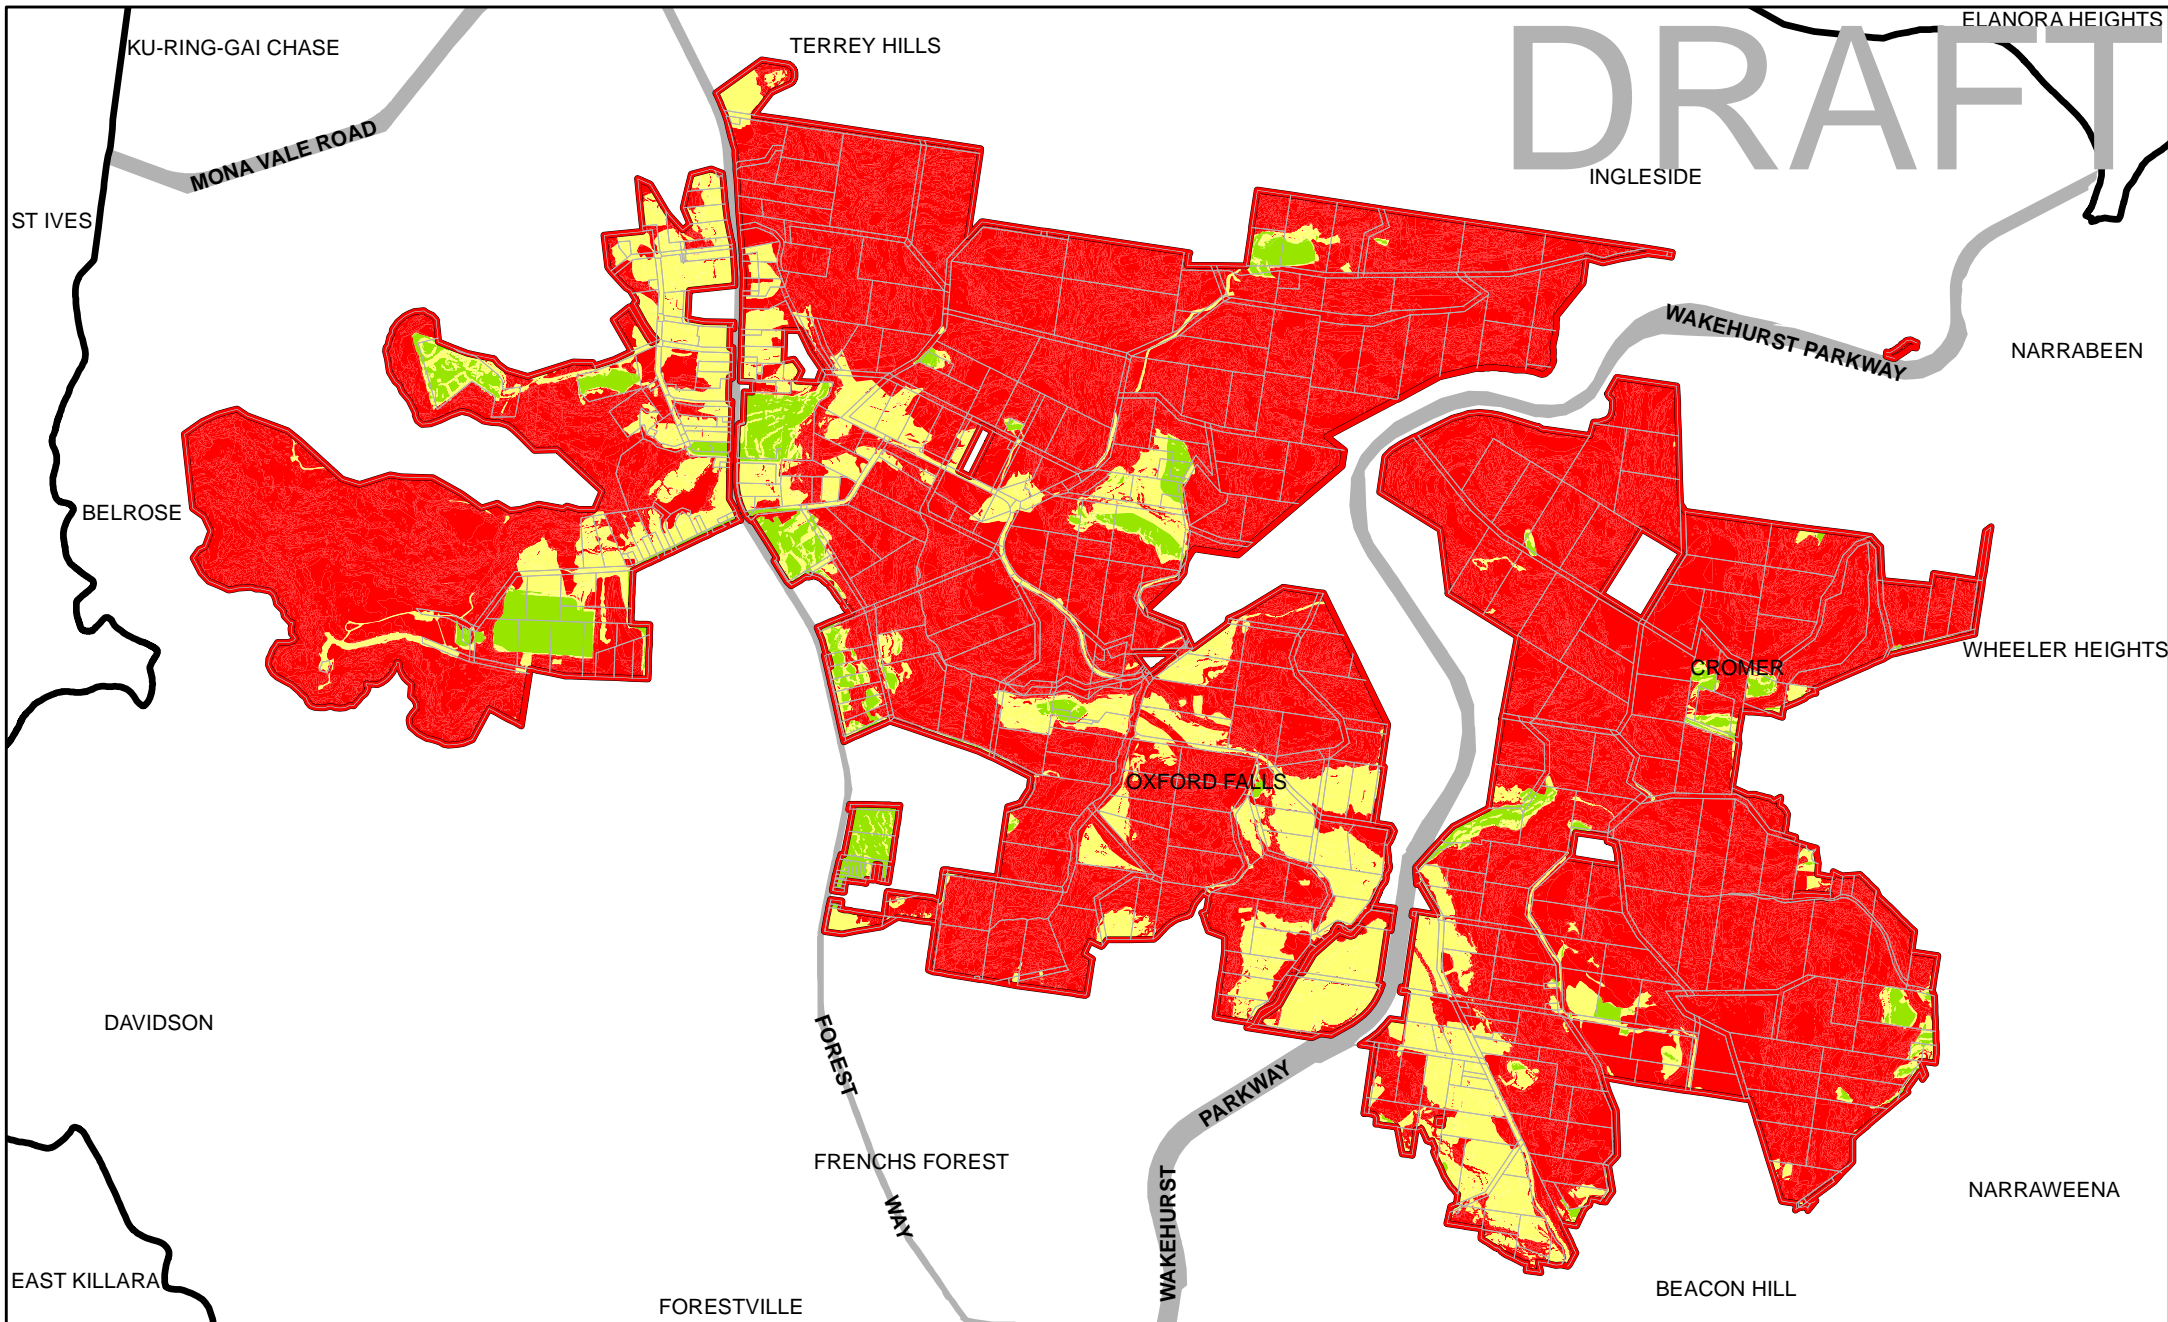 ELANORA HEIGHTS
KU-RING-GAI CHASE
TERREY HILLS
DRAFT
MONA VALE ROAD
INGLESIDE
ST IVES
WAKEHURST PARKWAY
NARRABEEN
BELROSE
WHEELER HEIGHTS
CROMER
OXFORD FALLS
DAVIDSON
FOREST
WAY
PARKWAY
WAKEHURST
FRENCHS FOREST
NARRAWEENA
EAST KILLARA
BEACON HILL
FORESTVILLE